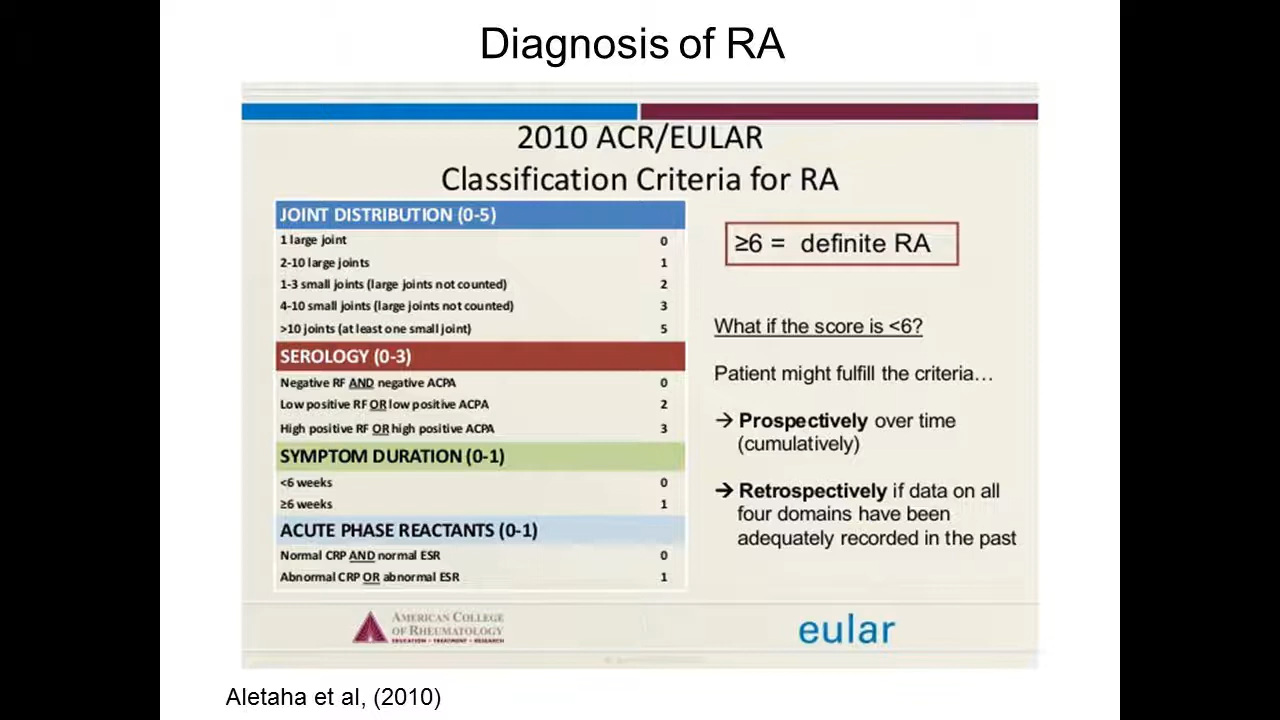 Diagnosis of RA
2010 ACR/EULAR
Classification Criteria for RA
JOINT DISTRIBUTION (0-5)
1 large joint 0
2-10 large joints 1
1-3 small joints (large joints not counted) 2
4-10 small joints (large joints not counted) 3
>10 joints (at least one small joint) 5
SEROLOGY (0-3)
Negative RF AND negative ACPA 0
Low positive RF OR low positive ACPA 2
High positive RF OR high positive ACPA 3
SYMPTOM DURATION (0-1)
<6 weeks 0
≥6 weeks 1
ACUTE PHASE REACTANTS (0-1)
Normal CRP AND normal ESR 0
Abnormal CRP OR abnormal ESR 1
≥6 = definite RA
What if the score is <6?
Patient might fulfill the criteria…
→ Prospectively over time
(cumulatively)
→ Retrospectively if data on all
four domains have been
adequately recorded in the past
AMERICAN COLLEGE
OF RHEUMATOLOGY
EDUCATION • TREATMENT • RESEARCH
eular
Aletaha et al, (2010)